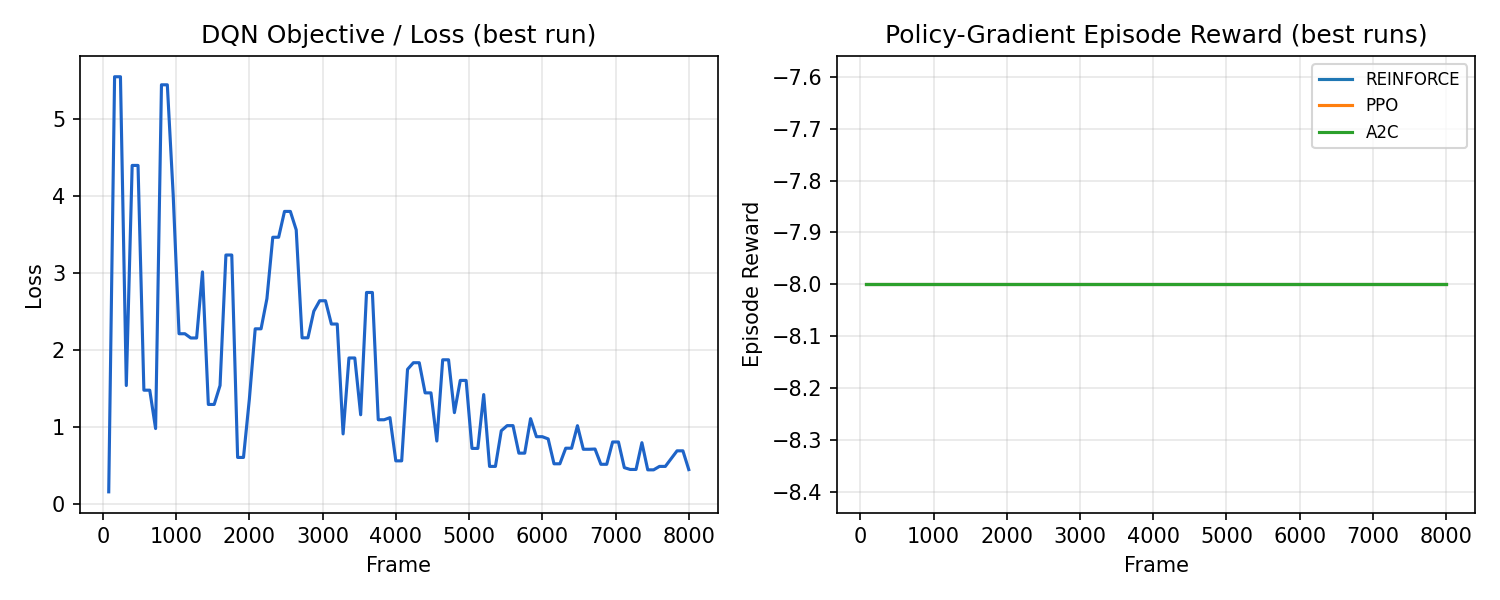 DQN Objective / Loss (best run)
Loss
5
4
3
2
1
0
0 1000 2000 3000 4000 5000 6000 7000 8000
Frame
Policy-Gradient Episode Reward (best runs)
Episode Reward
−7.6
−7.7
−7.8
−7.9
−8.0
−8.1
−8.2
−8.3
−8.4
REINFORCE
PPO
A2C
0 1000 2000 3000 4000 5000 6000 7000 8000
Frame